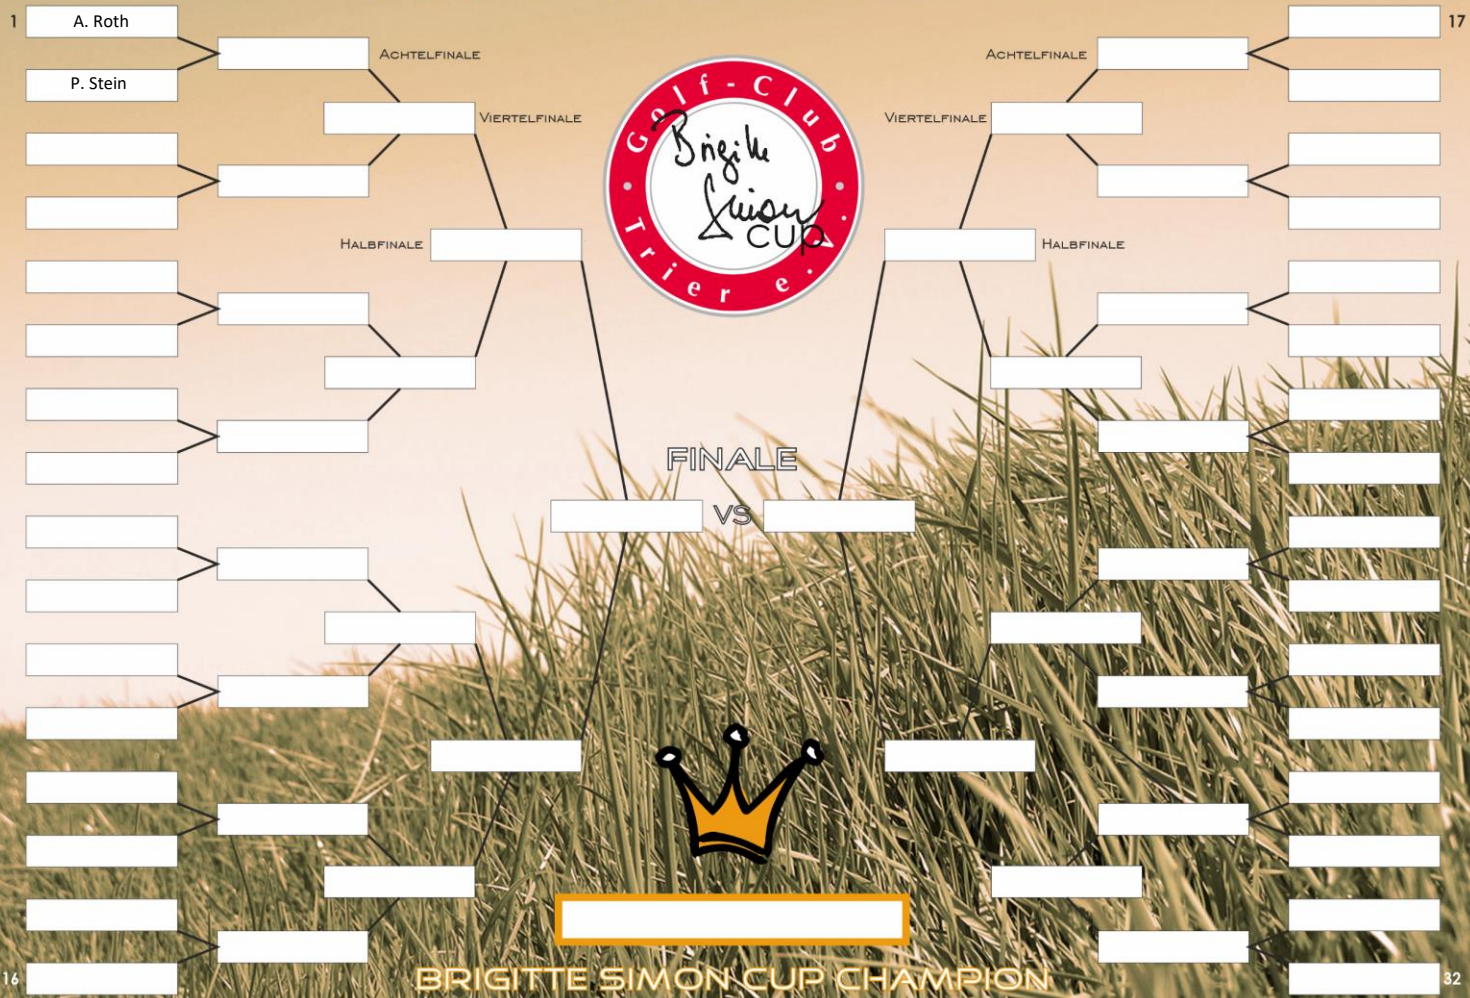 1
A. Roth
17
ACHTELFINALE
ACHTELFINALE
P. Stein
VIERTELFINALE
VIERTELFINALE
Golf-Club
Trier e.V.
Brigitte
Simon
CUP
HALBFINALE
HALBFINALE
FINALE
VS
16
32
BRIGITTE SIMON CUP CHAMPION